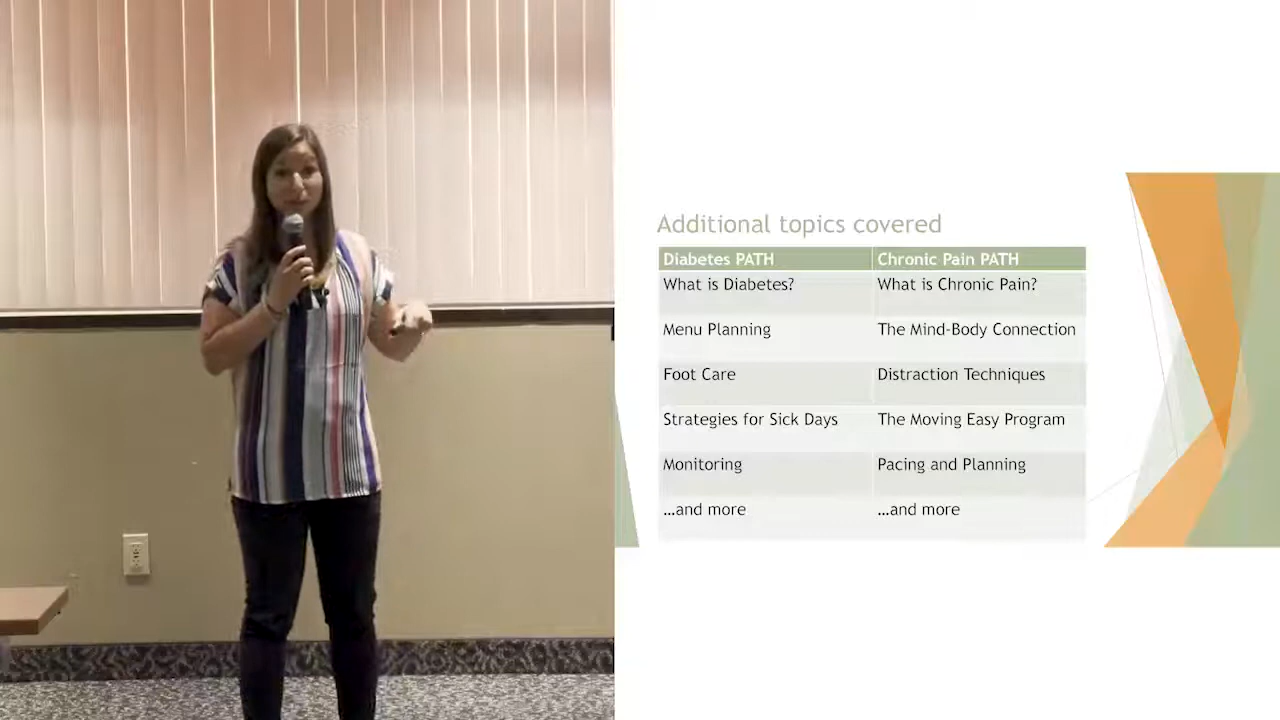 Additional topics covered
Diabetes PATH Chronic Pain PATH
What is Diabetes? What is Chronic Pain?
Menu Planning The Mind-Body Connection
Foot Care Distraction Techniques
Strategies for Sick Days The Moving Easy Program
Monitoring Pacing and Planning
…and more …and more